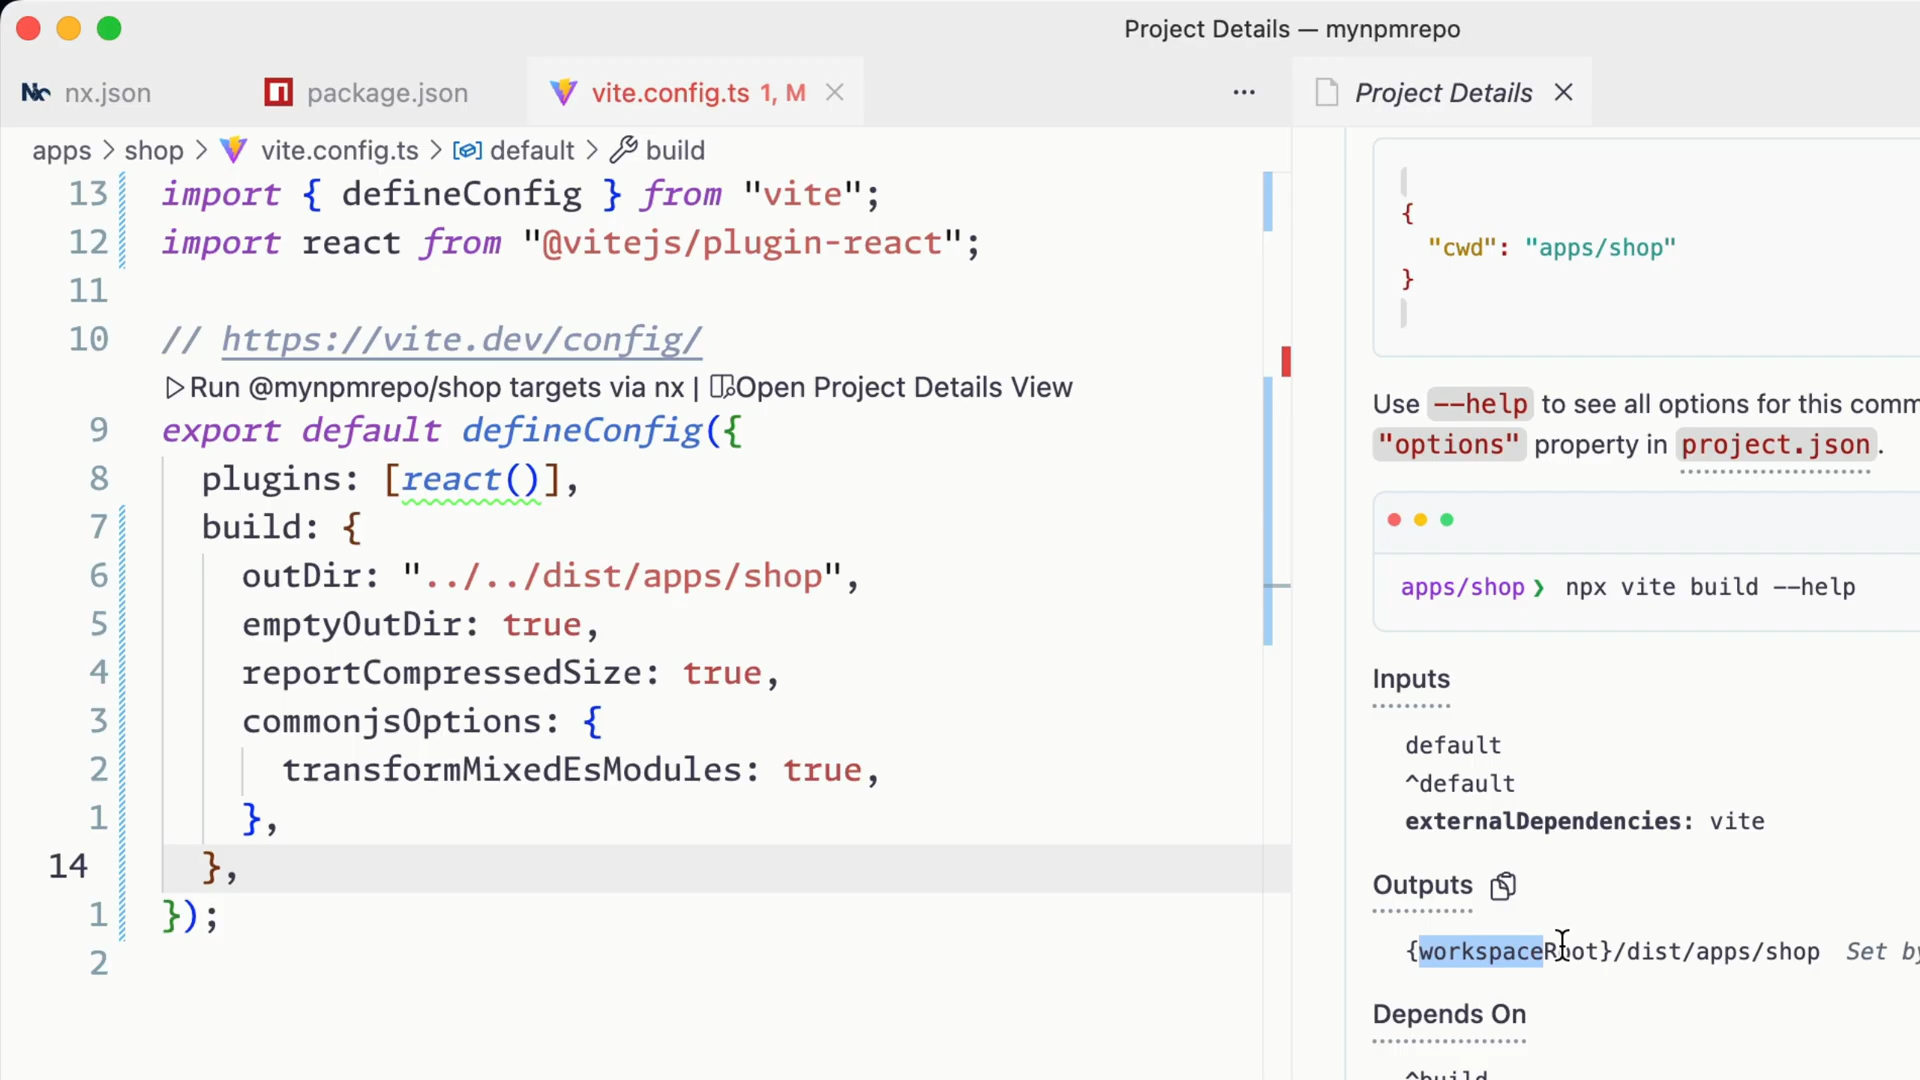 Project Details — mynpmrepo
nx.json
package.json
vite.config.ts 1, M
Project Details
apps > shop > vite.config.ts > default > build
13 import { defineConfig } from "vite";
12 import react from "@vitejs/plugin-react";
11
10 // https://vite.dev/config/
Run @mynpmrepo/shop targets via nx | Open Project Details View
9 export default defineConfig({
8 plugins: [react()],
7 build: {
6 outDir: "../../dist/apps/shop",
5 emptyOutDir: true,
4 reportCompressedSize: true,
3 commonjsOptions: {
2 transformMixedEsModules: true,
1 },
14 },
1 });
2
{
"cwd": "apps/shop"
}
Use --help to see all options for this comm
"options" property in project.json.
apps/shop❯ npx vite build --help
Inputs
default
^default
externalDependencies: vite
Outputs
{workspaceRoot}/dist/apps/shop Set by
Depends On
^build